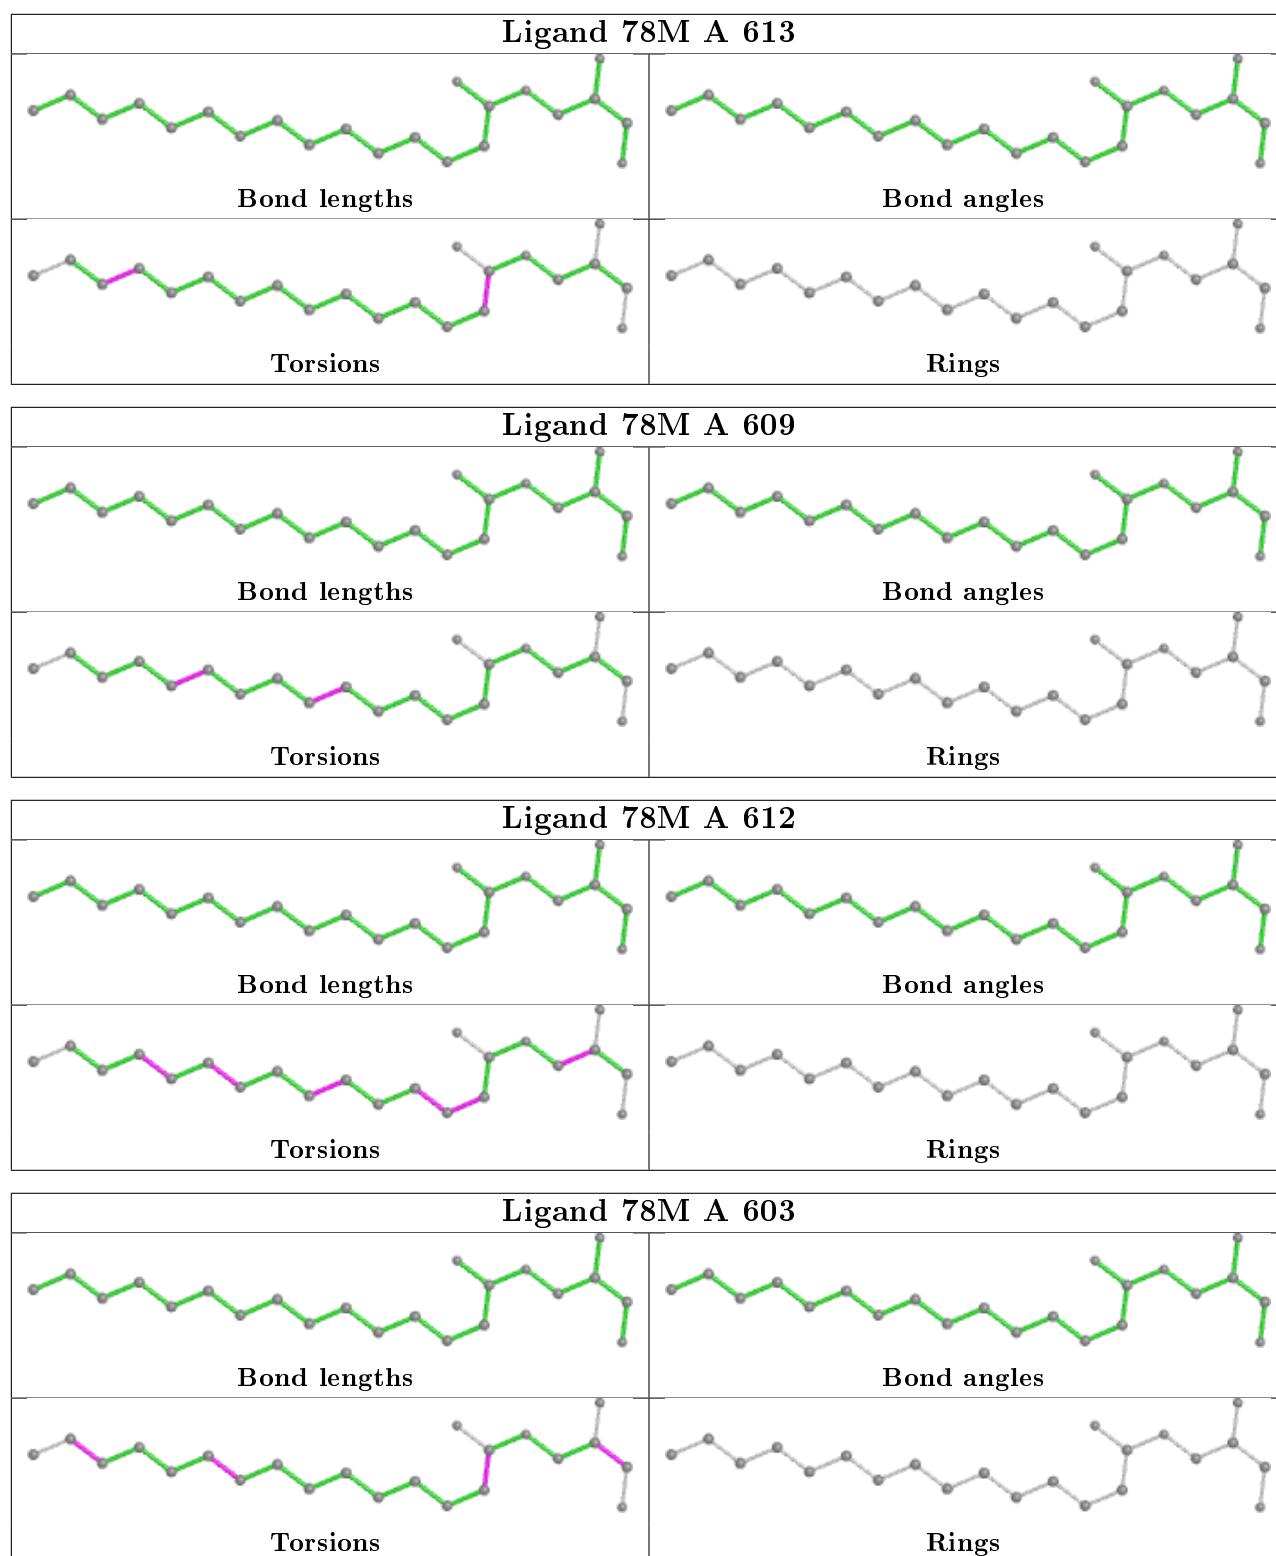 Ligand 78M A 613
Bond lengths
Bond angles
Torsions
Rings
Ligand 78M A 609
Bond lengths
Bond angles
Torsions
Rings
Ligand 78M A 612
Bond lengths
Bond angles
Torsions
Rings
Ligand 78M A 603
Bond lengths
Bond angles
Torsions
Rings